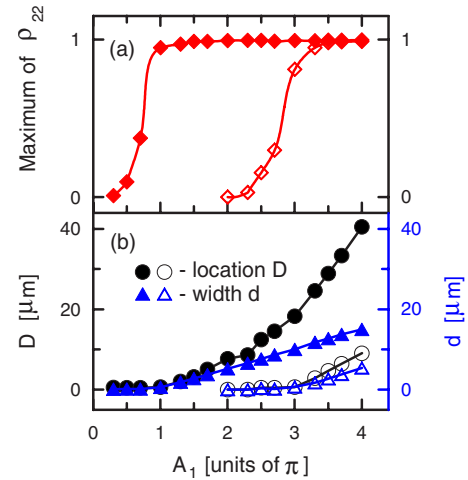 Maximum of ρ22
(a)
1
0
1
0
(b)
- location D
- width d
D [μm]
40
20
0
d [μm]
40
20
0
0 1 2 3 4
A1 [units of π]